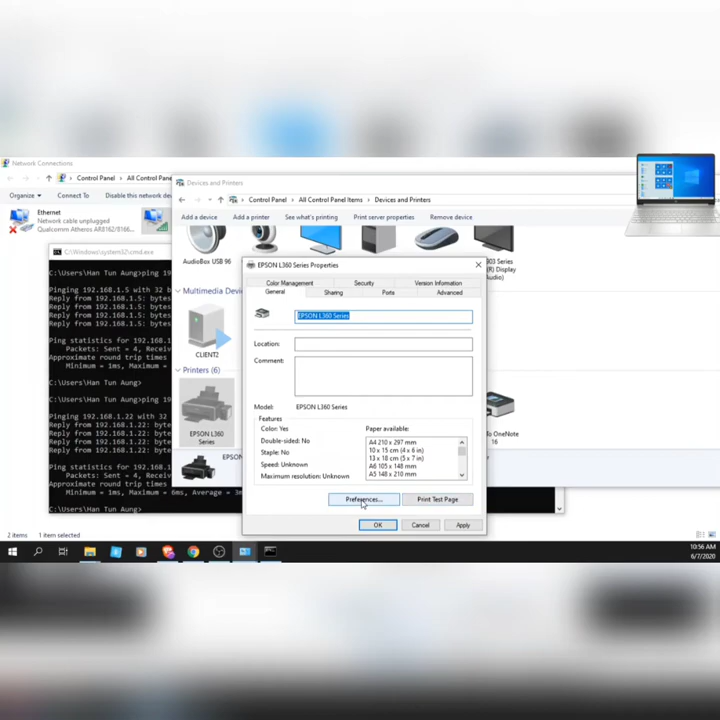 Network Connections
Control Panel
All Control Pan
Organize
Connect To
Disable this network de
Ethernet
Network cable unplugged
Qualcomm Atheros AR8162/8166...
C:\Windows\system32\cmd.exe
C:\Users\Han Tun Aung>ping 19
Pinging 192.168.1.5 with 32 b
Reply from 192.168.1.5: bytes
Reply from 192.168.1.5: bytes
Reply from 192.168.1.5: bytes
Reply from 192.168.1.5: bytes
Ping statistics for 192.168.1
Packets: Sent = 4, Receiv
Approximate round trip times
Minimum = 1ms, Maximum =
C:\Users\Han Tun Aung>
C:\Users\Han Tun Aung>ping 19
Pinging 192.168.1.22 with 32
Reply from 192.168.1.22: byte
Reply from 192.168.1.22: byte
Reply from 192.168.1.22: byte
Reply from 192.168.1.22: byte
Ping statistics for 192.168.1
Packets: Sent = 4, Receiv
Approximate round trip times
Minimum = 1ms, Maximum = 6ms, Average = 3m
C:\Users\Han Tun Aung>
2 items
1 item selected
Devices and Printers
Control Panel
All Control Panel Items
Devices and Printers
Add a device
Add a printer
See what's printing
Print server properties
Remove device
AudioBox USB 96
(R) Display
Audio)
Multimedia Devi
CLIENT2
Printers (6)
EPSON L360
Series
To OneNote
16
EPSON
EPSON L360 Series Properties
Color Management
Security
Version Information
General
Sharing
Ports
Advanced
EPSON L360 Series
Location:
Comment:
Model:
EPSON L360 Series
Features
Color: Yes
Double-sided: No
Staple: No
Speed: Unknown
Maximum resolution: Unknown
Paper available:
A4 210 x 297 mm
10 x 15 cm (4 x 6 in)
13 x 18 cm (5 x 7 in)
A6 105 x 148 mm
A5 148 x 210 mm
Preferences...
Print Test Page
OK
Cancel
Apply
10:56 AM
6/7/2020